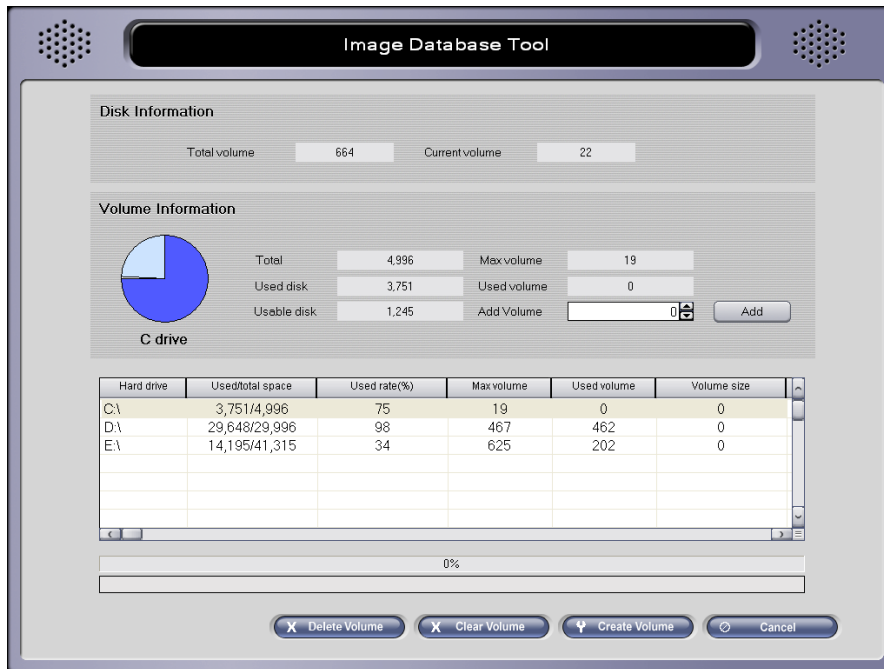 Image Database Tool
Disk Information
Total volume 664 Current volume 22
Volume Information
Total 4,996 Max volume 19
Used disk 3,751 Used volume 0
Usable disk 1,245 Add Volume 0 Add
C drive
Hard drive Used/total space Used rate(%) Max volume Used volume Volume size
C:\ 3,751/4,996 75 19 0 0
D:\ 29,648/29,996 98 467 462 0
E:\ 14,195/41,315 34 625 202 0
0%
X Delete Volume X Clear Volume Create Volume Cancel